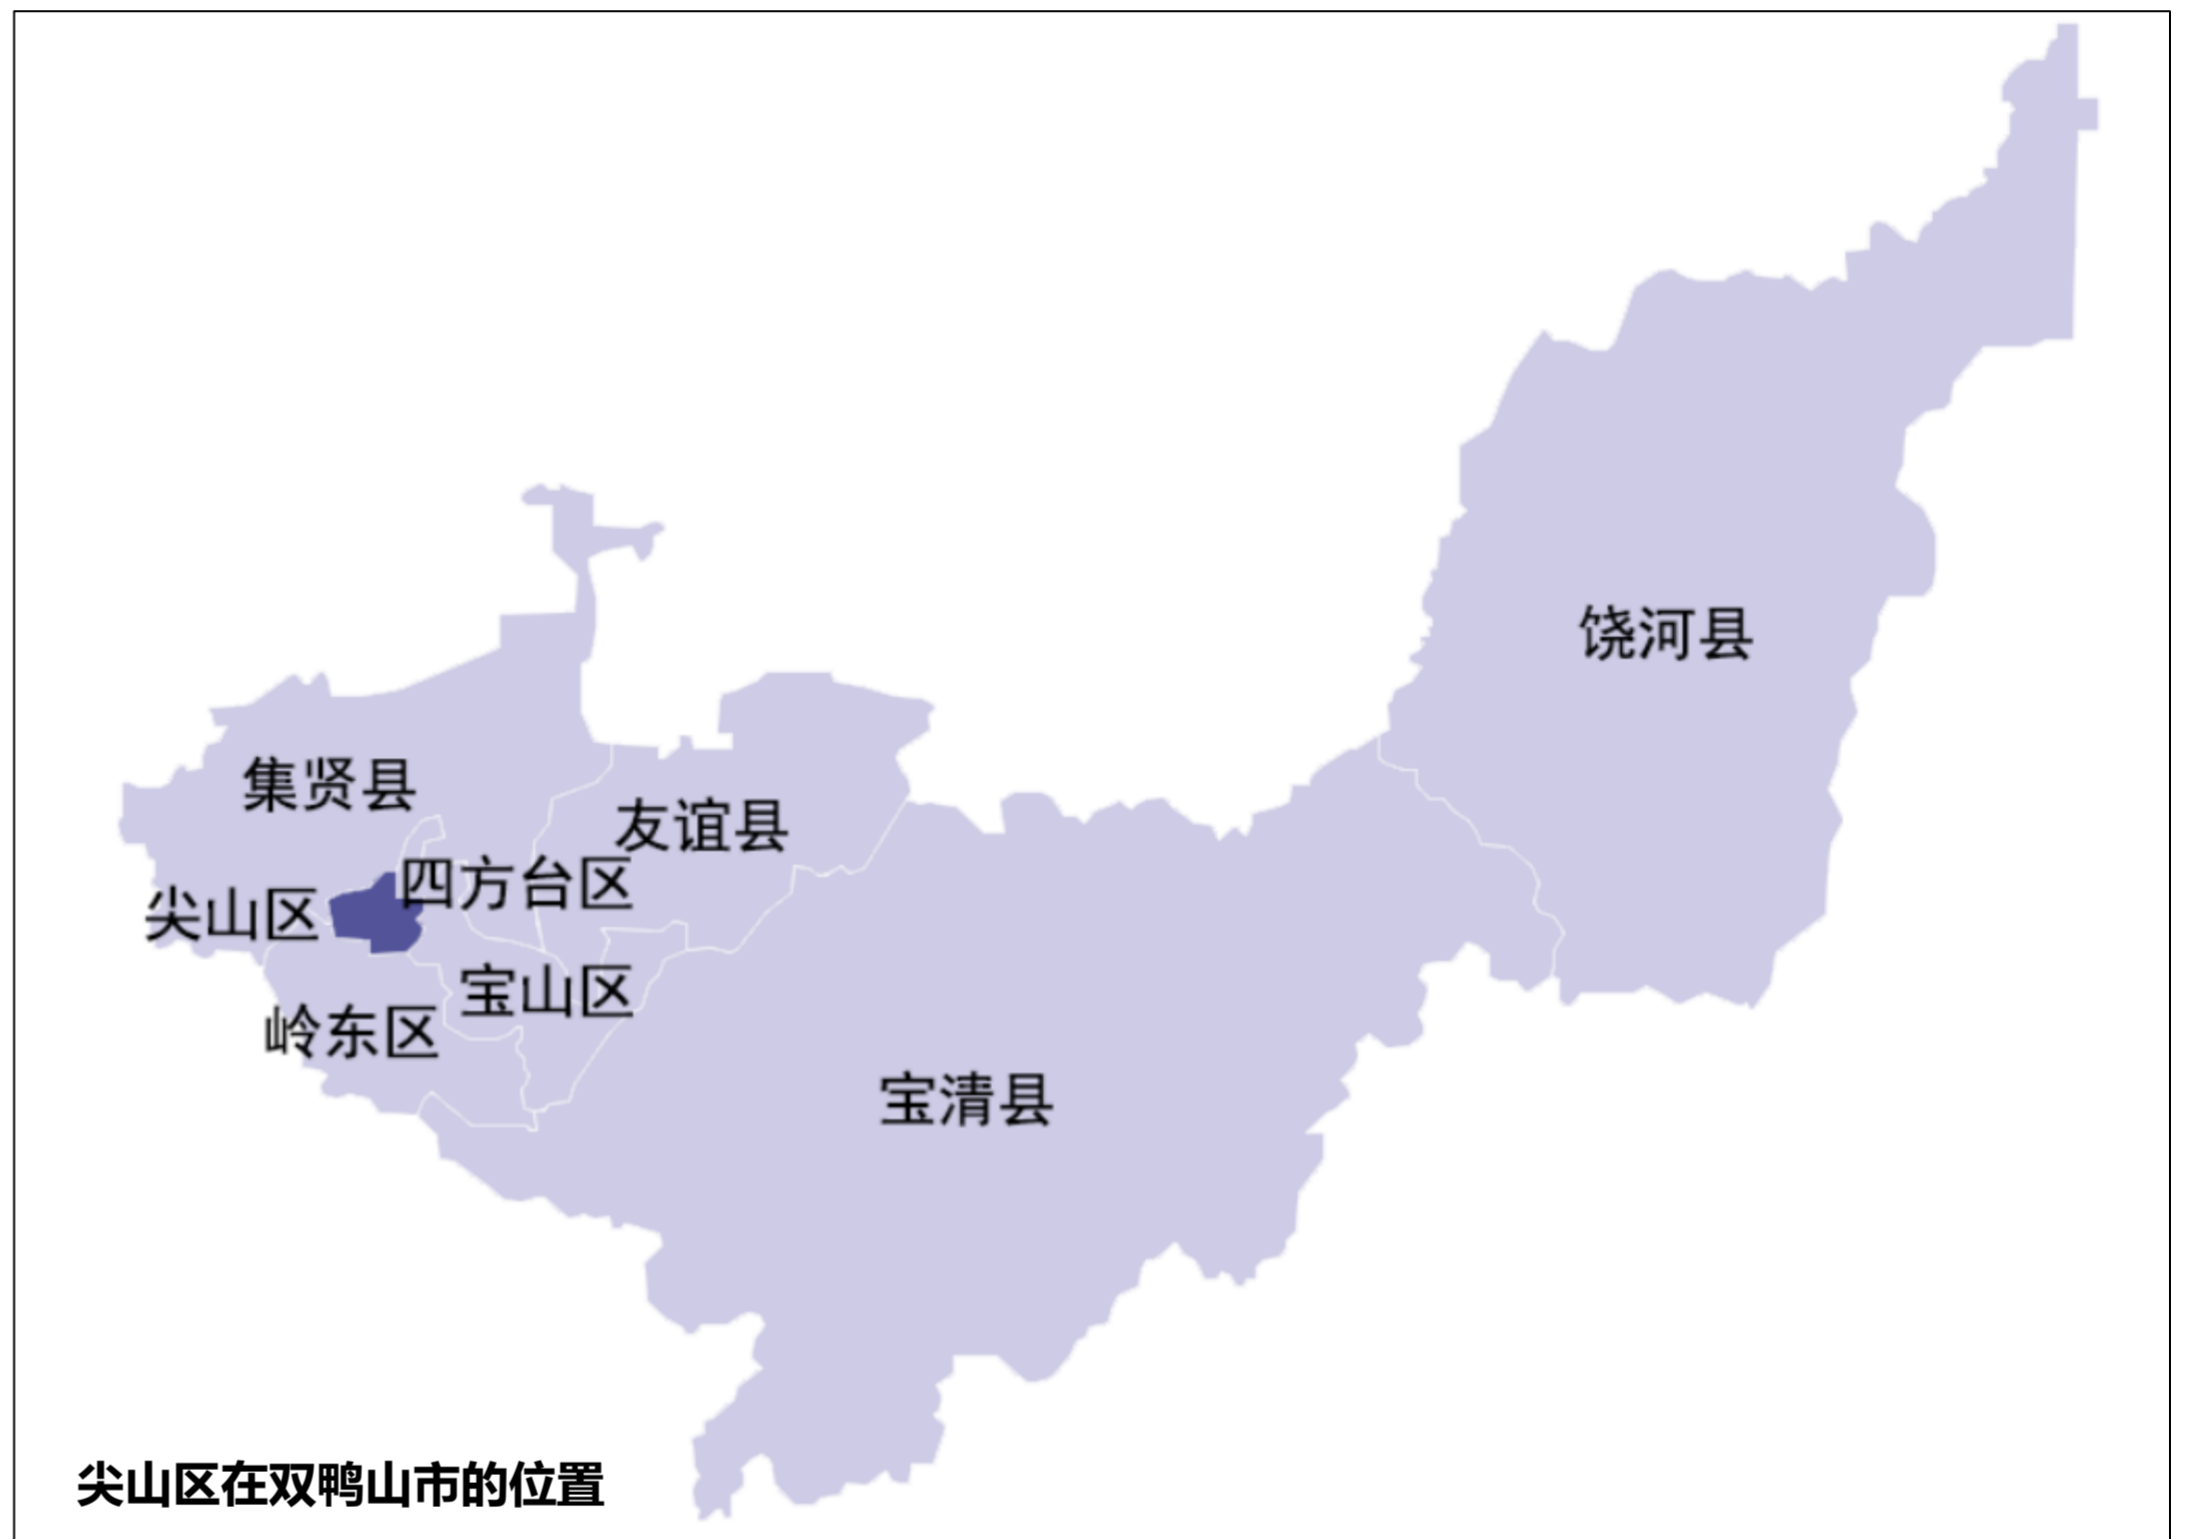 饶河县
集贤县
友谊县
四方台区
尖山区
宝山区
岭东区
宝清县
尖山区在双鸭山市的位置